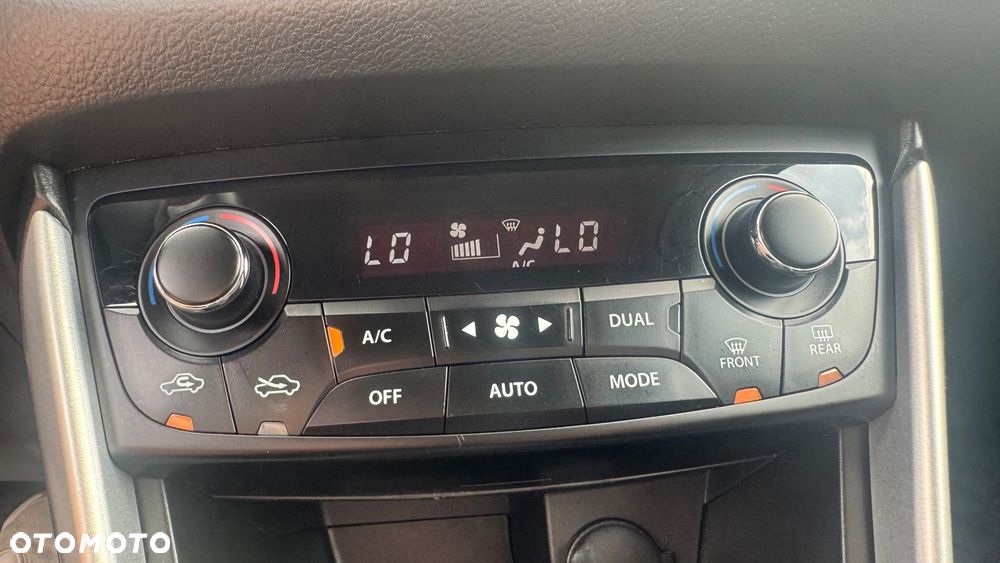 LO LO
A/C
A/C DUAL
FRONT REAR
OFF AUTO MODE
OTOMOTO